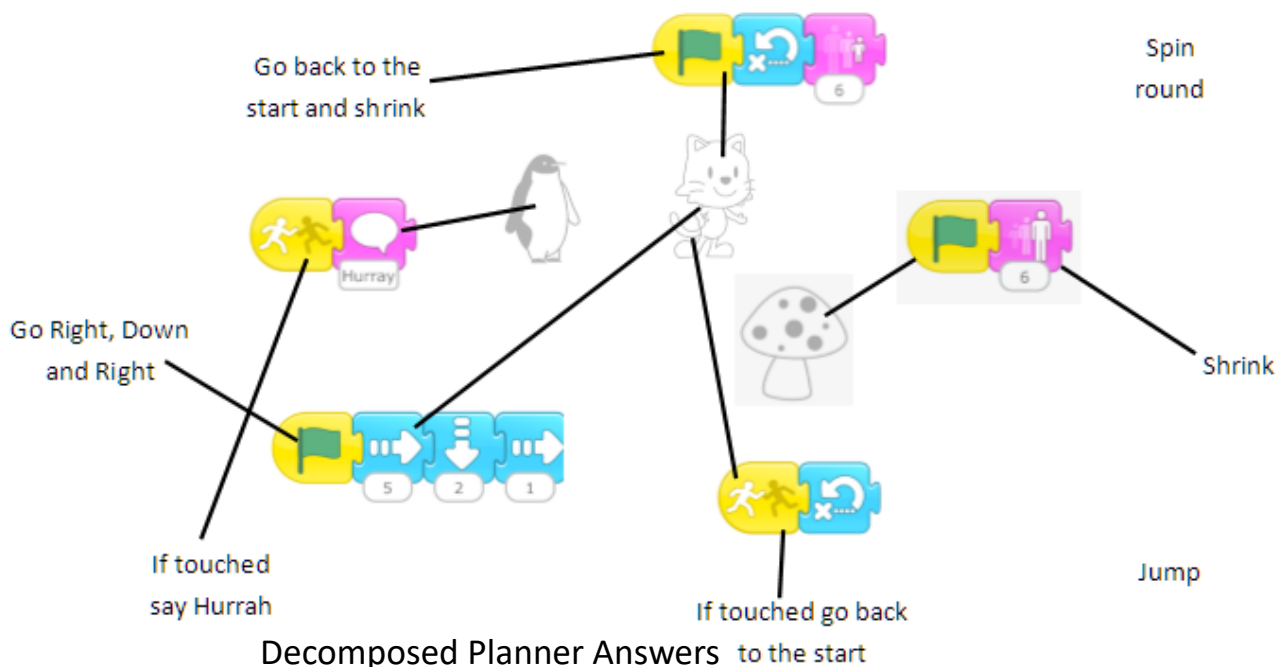 Spin
round
Go back to the
start and shrink
6
Hurray
6
Go Right, Down
and Right
Shrink
5
2
1
If touched
say Hurrah
Jump
If touched go back
to the start
Decomposed Planner Answers